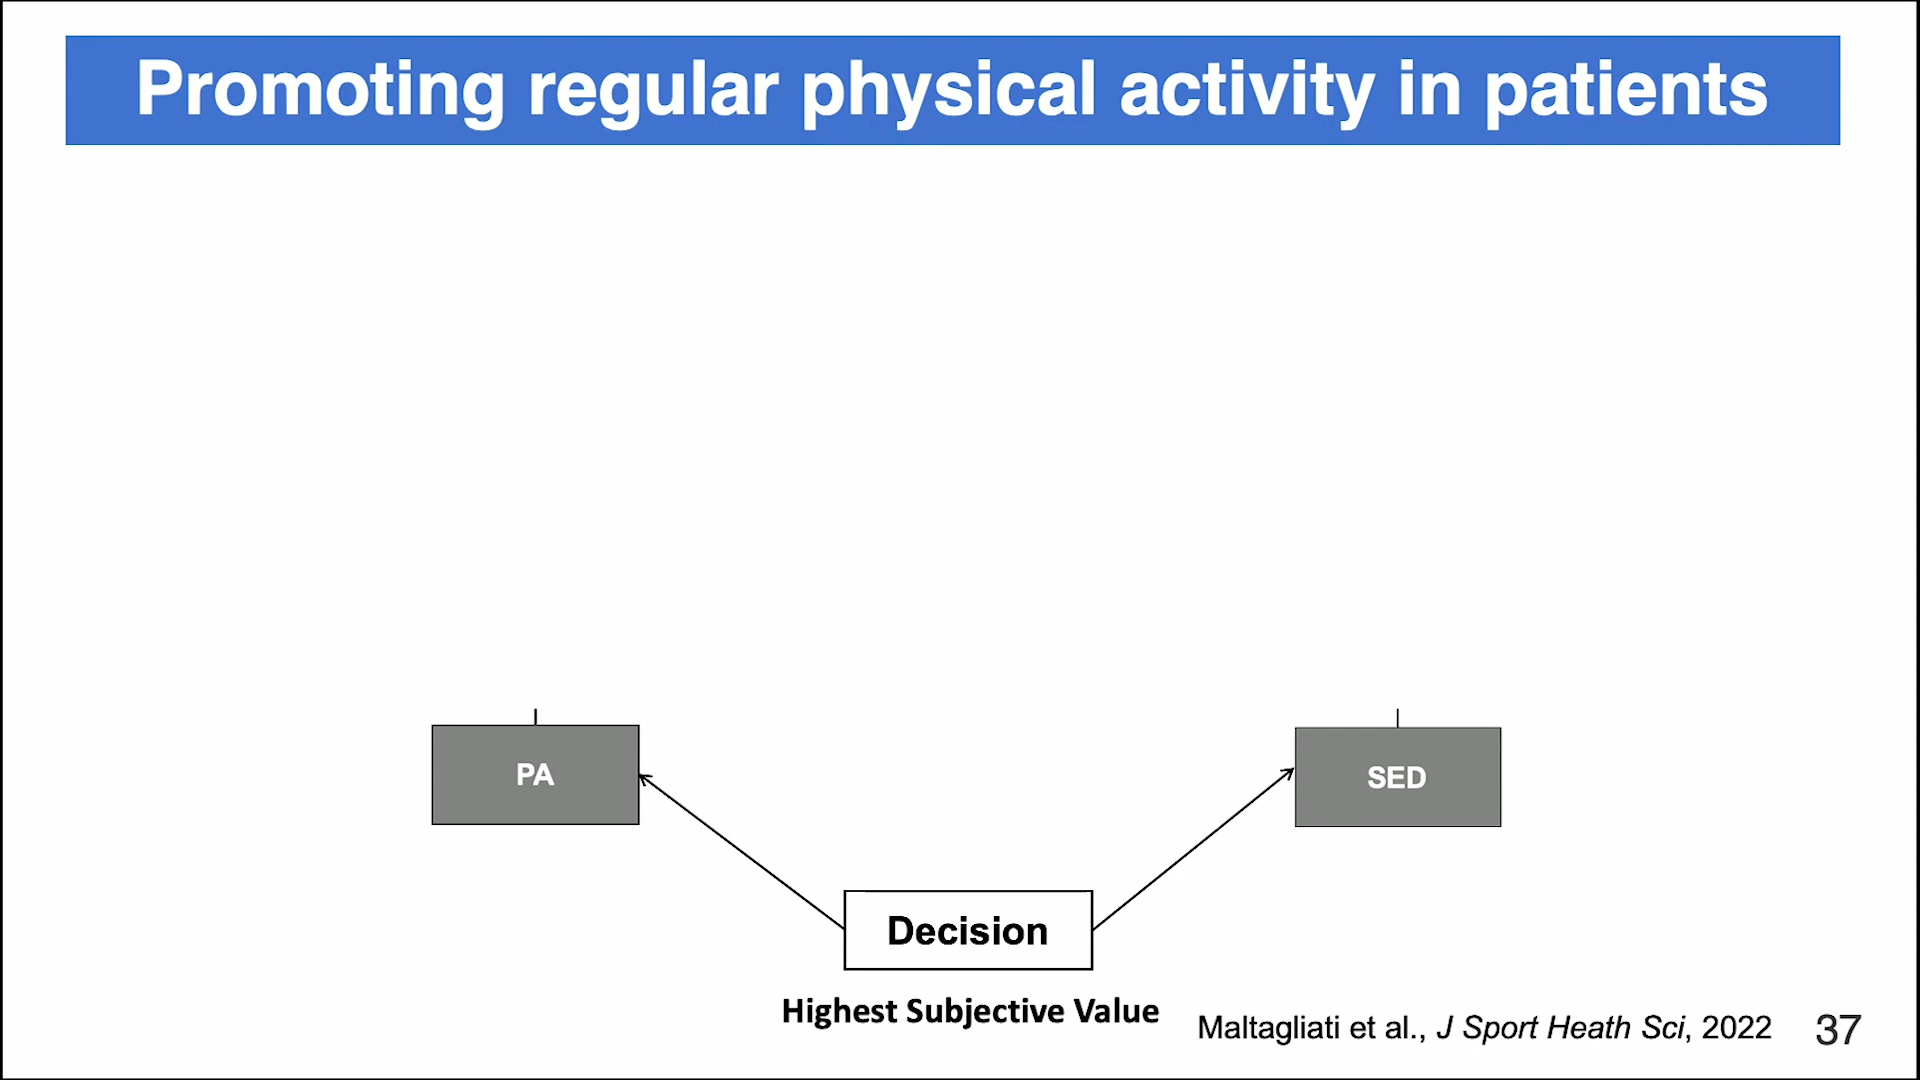 Promoting regular physical activity in patients
PA
SED
Decision
Highest Subjective Value
Maltagliati et al., J Sport Heath Sci, 2022
37